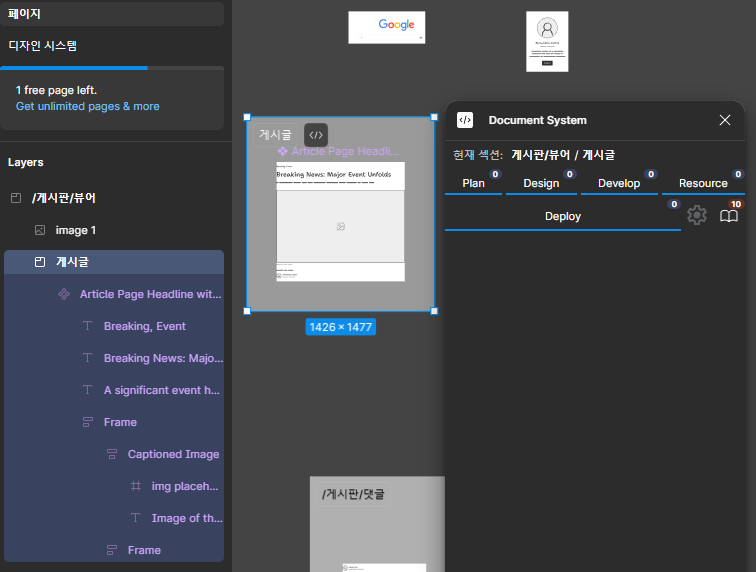 페이지
디자인 시스템
1 free page left.
Get unlimited pages & more
Layers
/게시판/뷰어
image 1
게시글
Article Page Headline wit...
Breaking, Event
Breaking News: Majo...
A significant event h...
Frame
Captioned Image
img placeh...
Image of th...
Frame
Google
게시글
Article Page Headli...
Breaking News: Major Event Unfolds
1426 × 1477
/게시판/댓글
Document System
현재 섹션: 게시판/뷰어 / 게시글
Plan 0
Design 0
Develop 0
Resource 0
Deploy 0
10